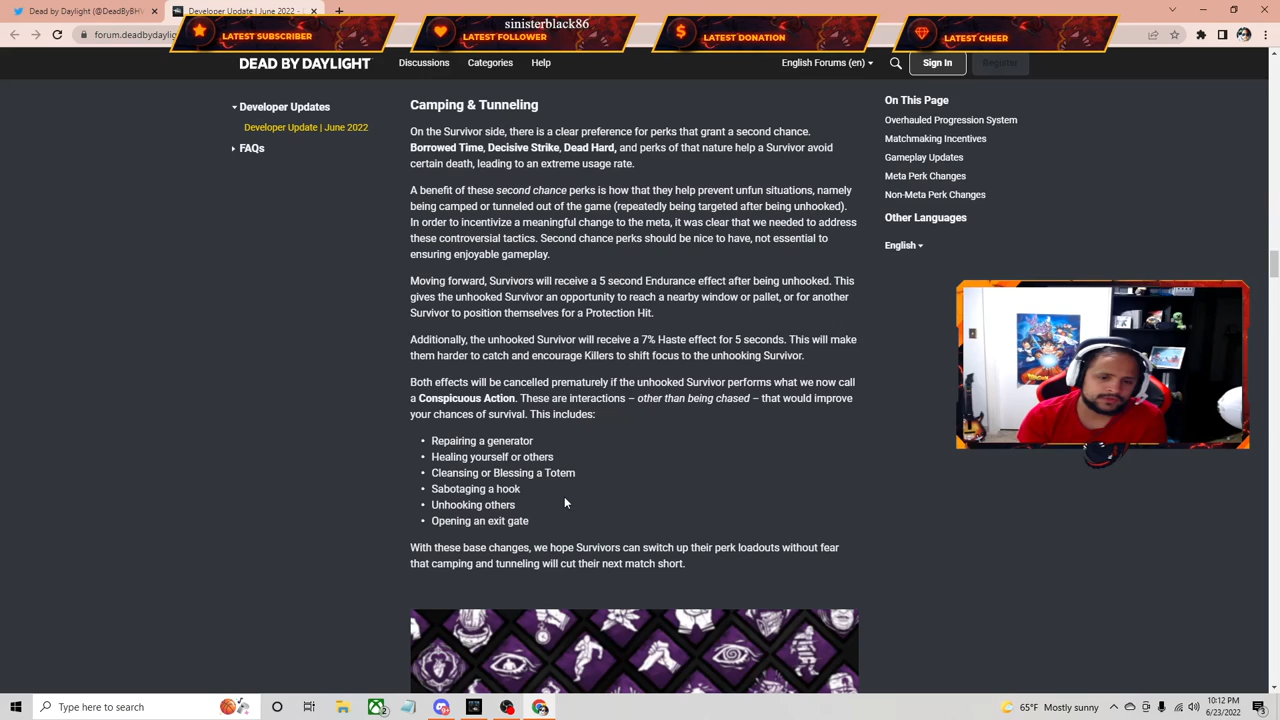 @DeadByBHVR
Developer Update | June 2022 -
forum.deadbydaylight
sinisterblack86
LATEST SUBSCRIBER
LATEST FOLLOWER
LATEST DONATION
LATEST CHEER
DEAD BY DAYLIGHT
Discussions
Categories
Help
English Forums (en)
Sign In
Register
Developer Updates
Developer Update | June 2022
FAQs
Camping & Tunneling
On the Survivor side, there is a clear preference for perks that grant a second chance.
Borrowed Time, Decisive Strike, Dead Hard, and perks of that nature help a Survivor avoid
certain death, leading to an extreme usage rate.
A benefit of these second chance perks is how that they help prevent unfun situations, namely
being camped or tunneled out of the game (repeatedly being targeted after being unhooked).
In order to incentivize a meaningful change to the meta, it was clear that we needed to address
these controversial tactics. Second chance perks should be nice to have, not essential to
ensuring enjoyable gameplay.
Moving forward, Survivors will receive a 5 second Endurance effect after being unhooked. This
gives the unhooked Survivor an opportunity to reach a nearby window or pallet, or for another
Survivor to position themselves for a Protection Hit.
Additionally, the unhooked Survivor will receive a 7% Haste effect for 5 seconds. This will make
them harder to catch and encourage Killers to shift focus to the unhooking Survivor.
Both effects will be cancelled prematurely if the unhooked Survivor performs what we now call
a Conspicuous Action. These are interactions – other than being chased – that would improve
your chances of survival. This includes:
• Repairing a generator
• Healing yourself or others
• Cleansing or Blessing a Totem
• Sabotaging a hook
• Unhooking others
• Opening an exit gate
With these base changes, we hope Survivors can switch up their perk loadouts without fear
that camping and tunneling will cut their next match short.
On This Page
Overhauled Progression System
Matchmaking Incentives
Gameplay Updates
Meta Perk Changes
Non-Meta Perk Changes
Other Languages
English
Type here to search
65°F Mostly sunny
10:12 PM
6/23/2022